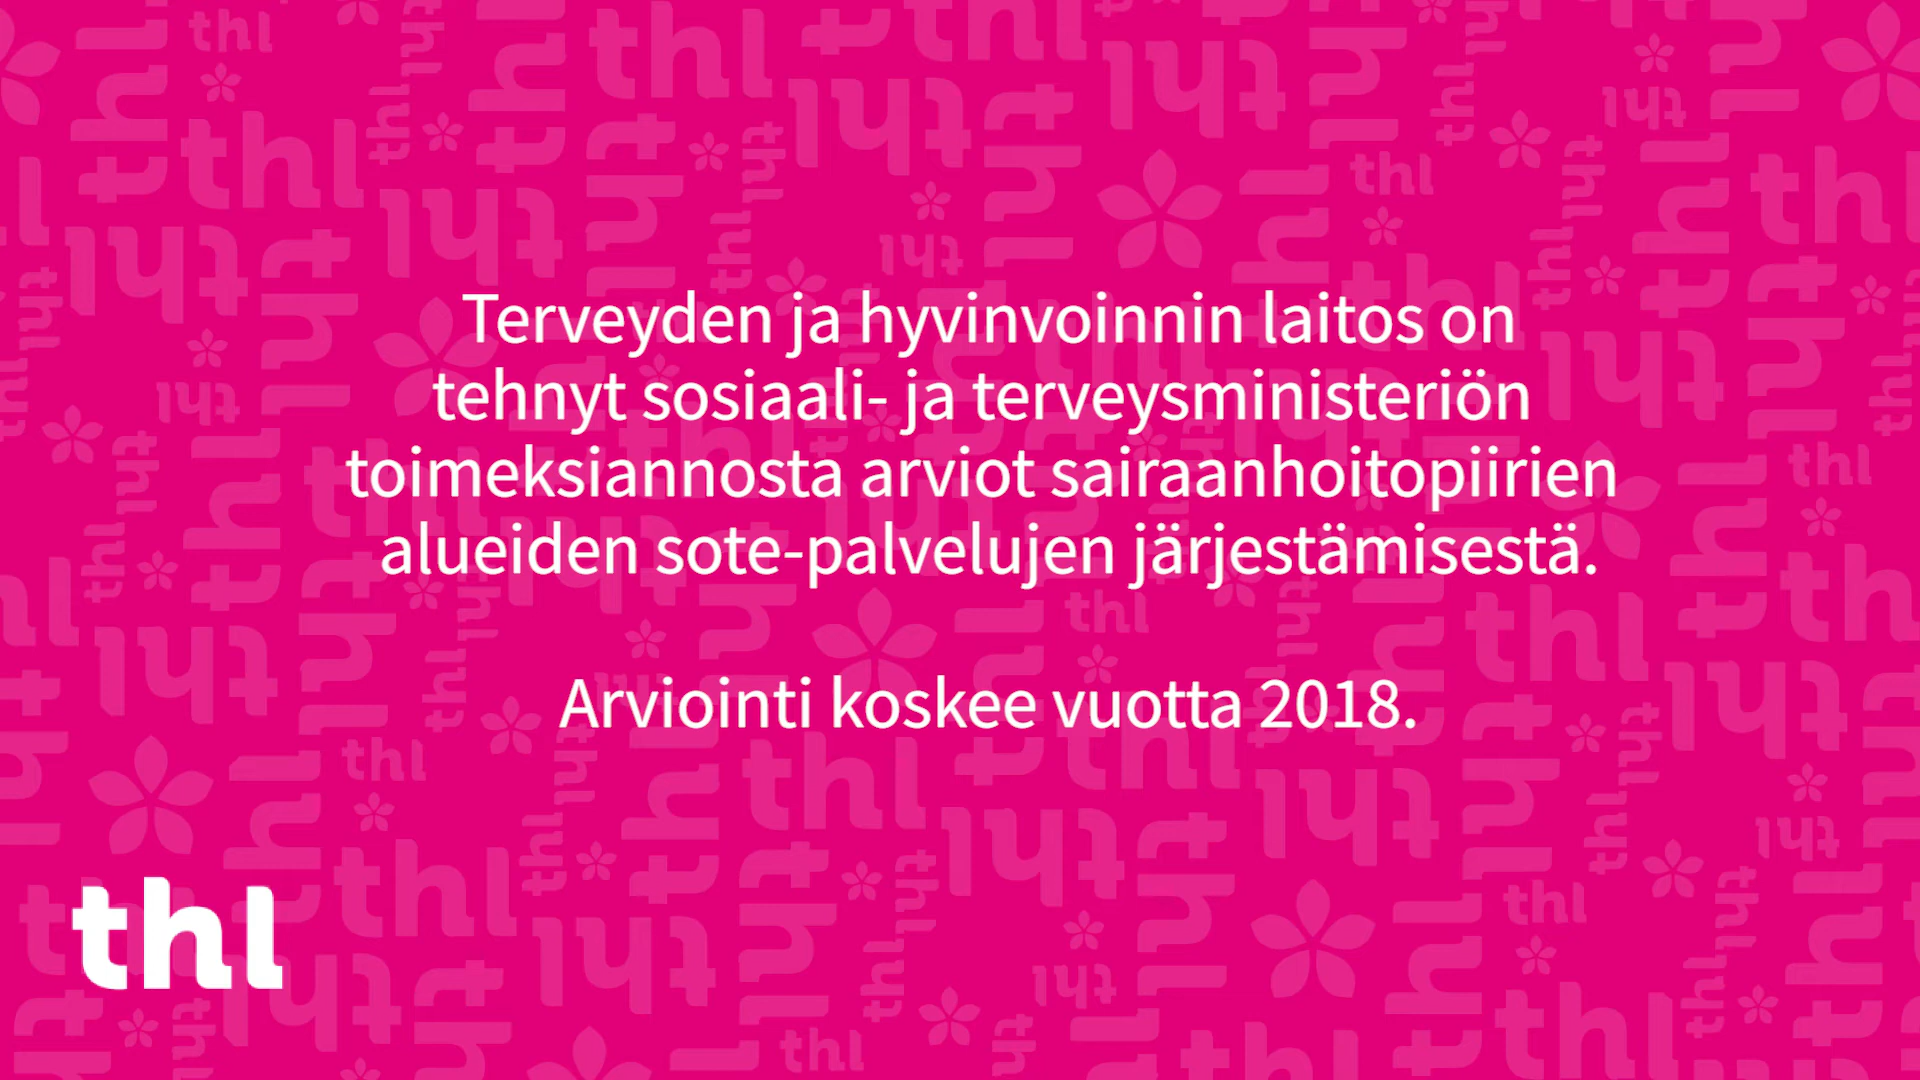 Terveyden ja hyvinvoinnin laitos on
tehnyt sosiaali- ja terveysministeriön
toimeksiannosta arviot sairaanhoitopiirien
alueiden sote-palvelujen järjestämisestä.
Arviointi koskee vuotta 2018.
thl